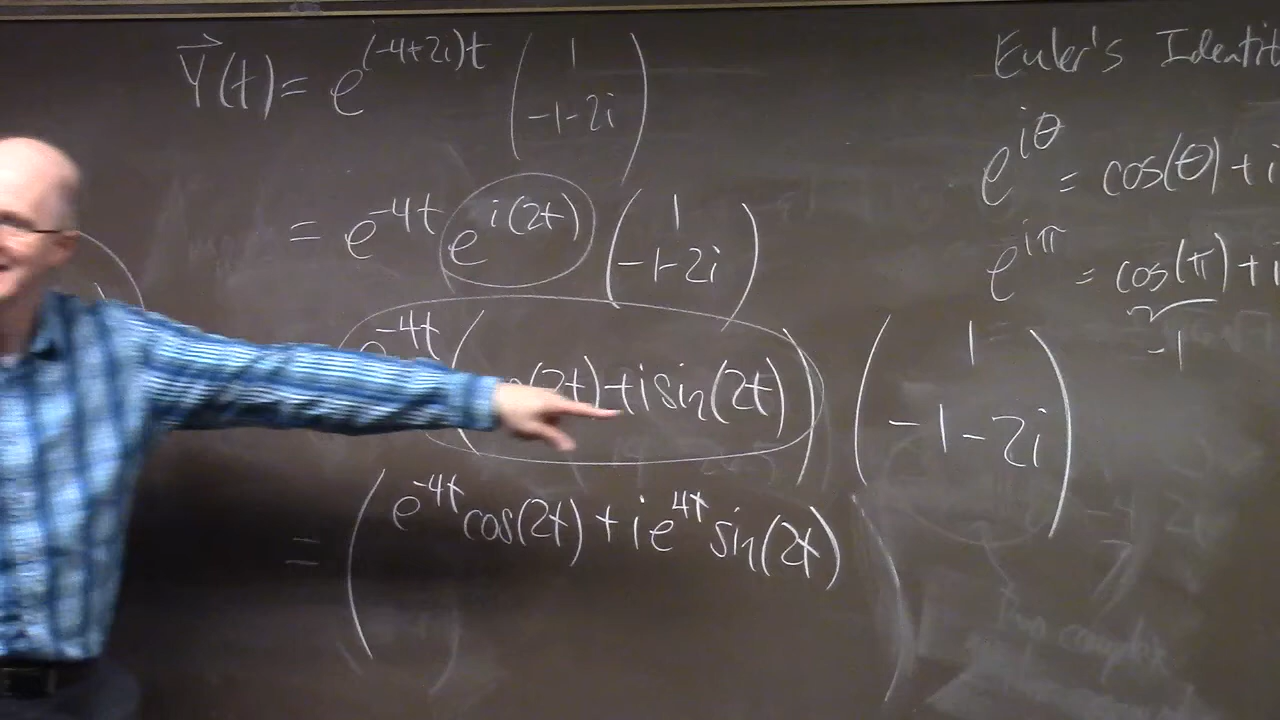 Y⃗(t) = e^{(-4+2i)t} ( 1 / -1-2i )
= e^{-4t} e^{i(2t)} ( 1 / -1-2i )
e^{-4t} ( (2t) + i sin(2t) ) ( 1 / -1-2i )
= ( e^{-4t} cos(2t) + i e^{4t} sin(2t) )
Euler's
e^{iθ} = cos(θ) + i
e^{iπ} = cos(π) + i
-1